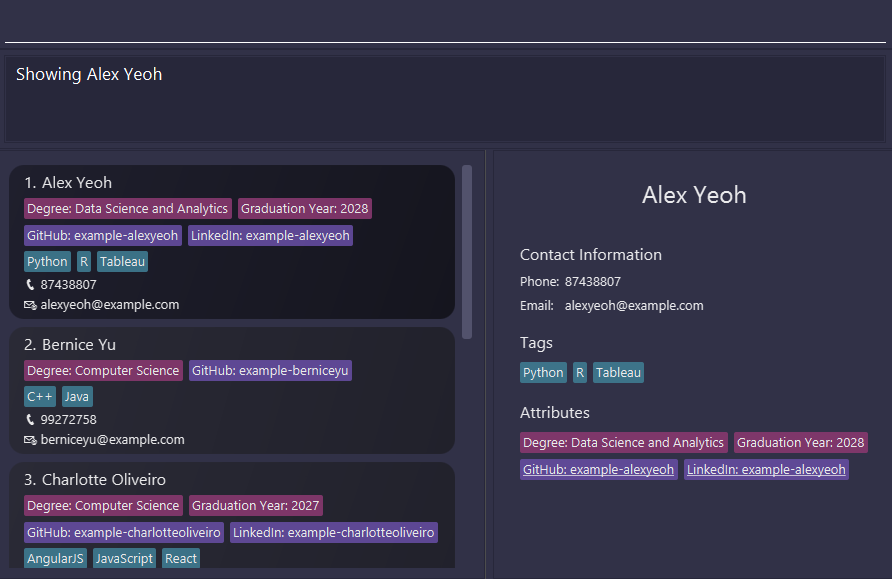 Showing Alex Yeoh
1. Alex Yeoh
Degree: Data Science and Analytics Graduation Year: 2028
GitHub: example-alexyeoh LinkedIn: example-alexyeoh
Python R Tableau
87438807
alexyeoh@example.com
2. Bernice Yu
Degree: Computer Science GitHub: example-berniceyu
C++ Java
99272758
berniceyu@example.com
3. Charlotte Oliveiro
Degree: Computer Science Graduation Year: 2027
GitHub: example-charlotteoliveiro LinkedIn: example-charlotteoliveiro
AngularJS JavaScript React
Alex Yeoh
Contact Information
Phone: 87438807
Email: alexyeoh@example.com
Tags
Python R Tableau
Attributes
Degree: Data Science and Analytics Graduation Year: 2028
GitHub: example-alexyeoh LinkedIn: example-alexyeoh